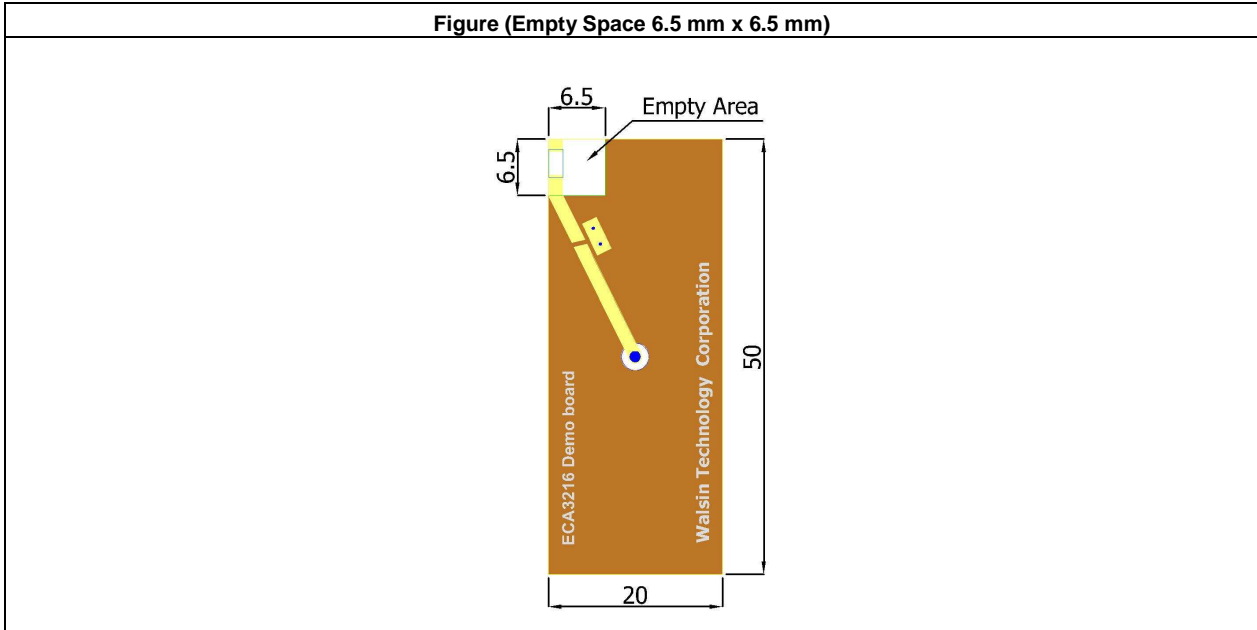 Figure (Empty Space 6.5 mm x 6.5 mm)
6.5
Empty Area
6.5
50
ECA3216 Demo board
Walsin Technology Corporation
20